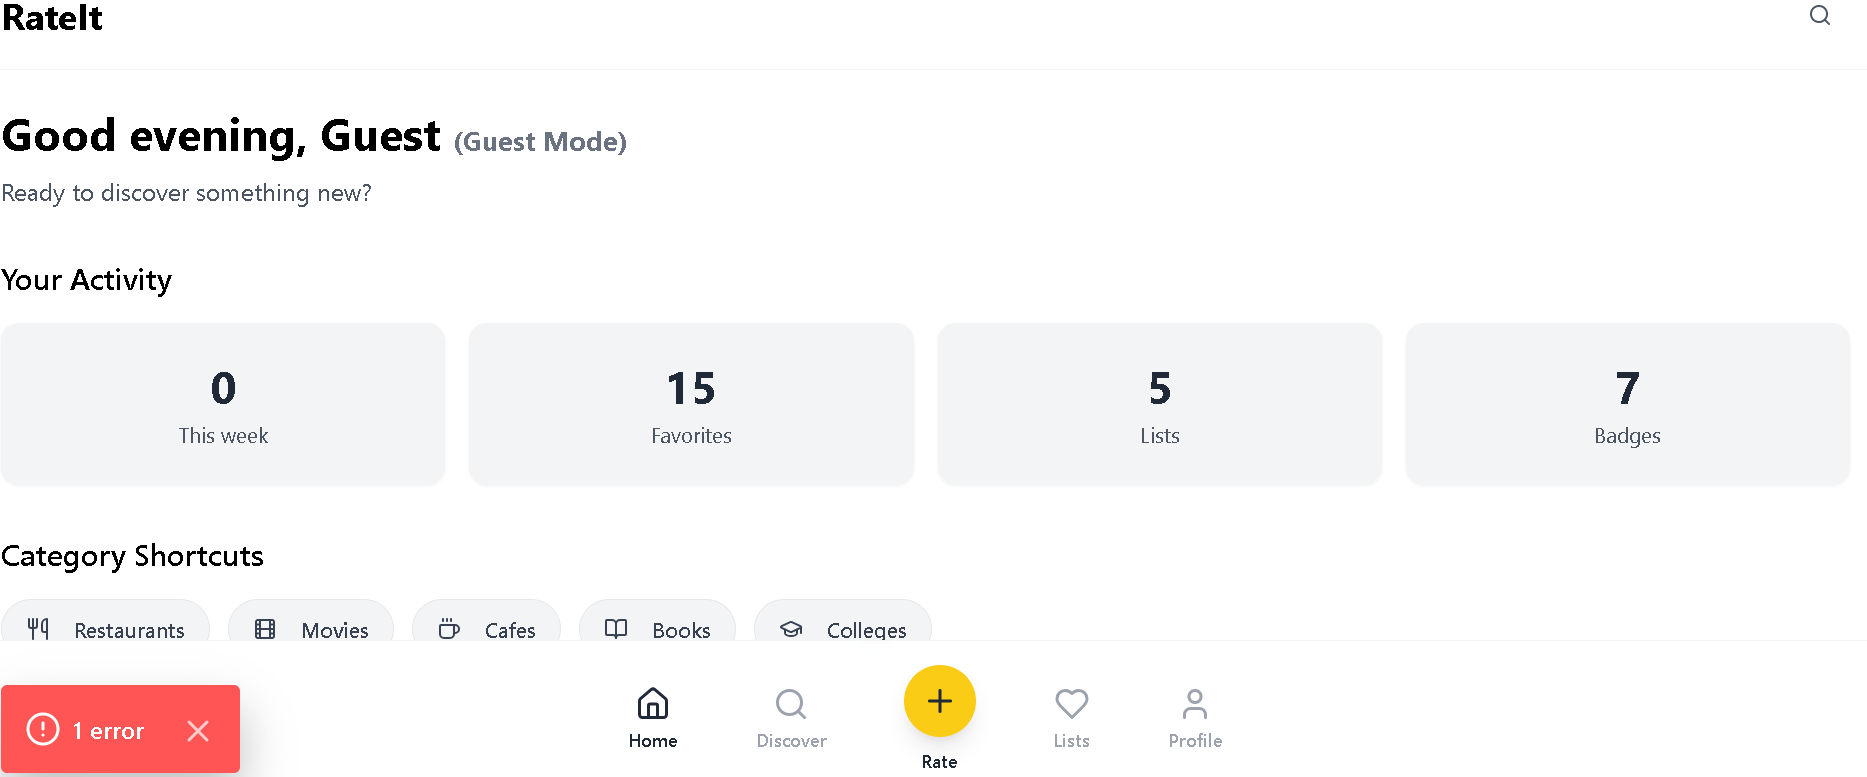 RateIt
Good evening, Guest (Guest Mode)
Ready to discover something new?
Your Activity
0
This week
15
Favorites
5
Lists
7
Badges
Category Shortcuts
Restaurants
Movies
Cafes
Books
Colleges
1 error
Home
Discover
Rate
Lists
Profile